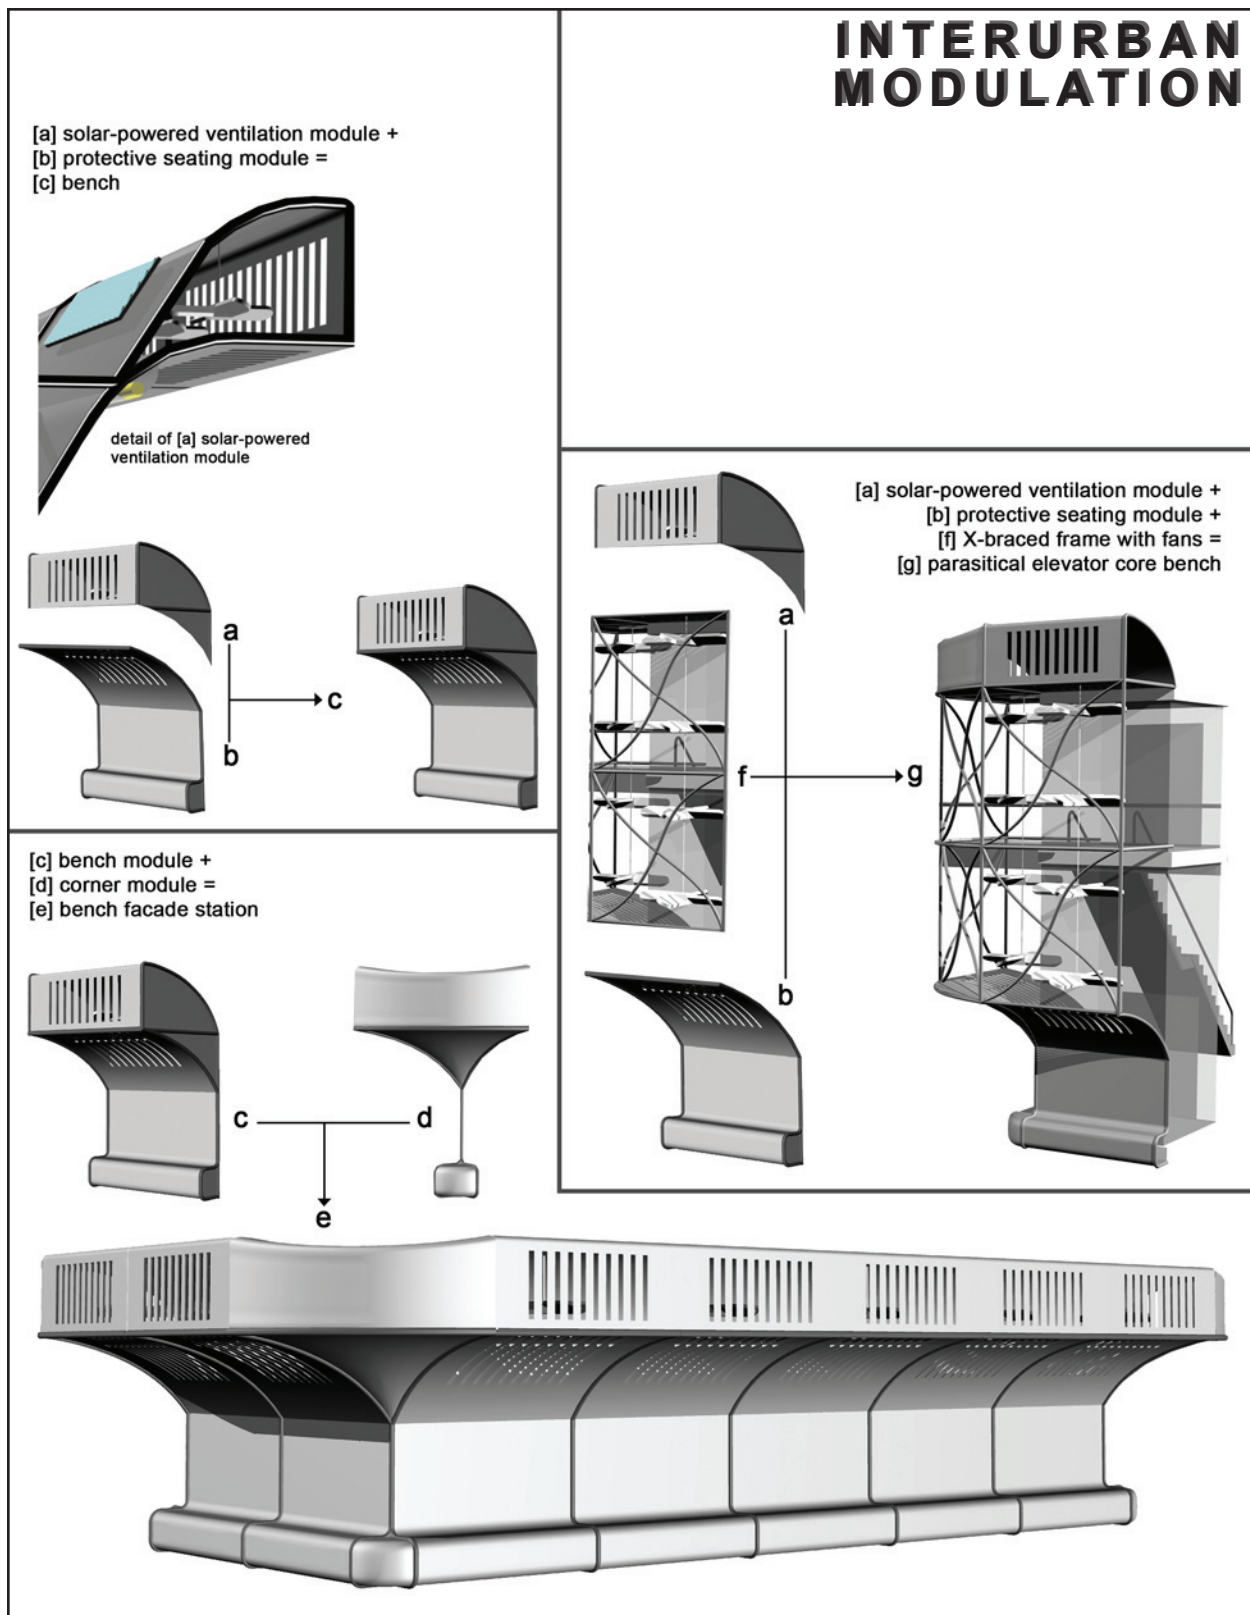 INTERURBAN
MODULATION
[a] solar-powered ventilation module +
[b] protective seating module =
[c] bench
detail of [a] solar-powered
ventilation module
a
b
c
[a] solar-powered ventilation module +
[b] protective seating module +
[f] X-braced frame with fans =
[g] parasitical elevator core bench
a
f
g
b
[c] bench module +
[d] corner module =
[e] bench facade station
c
d
e